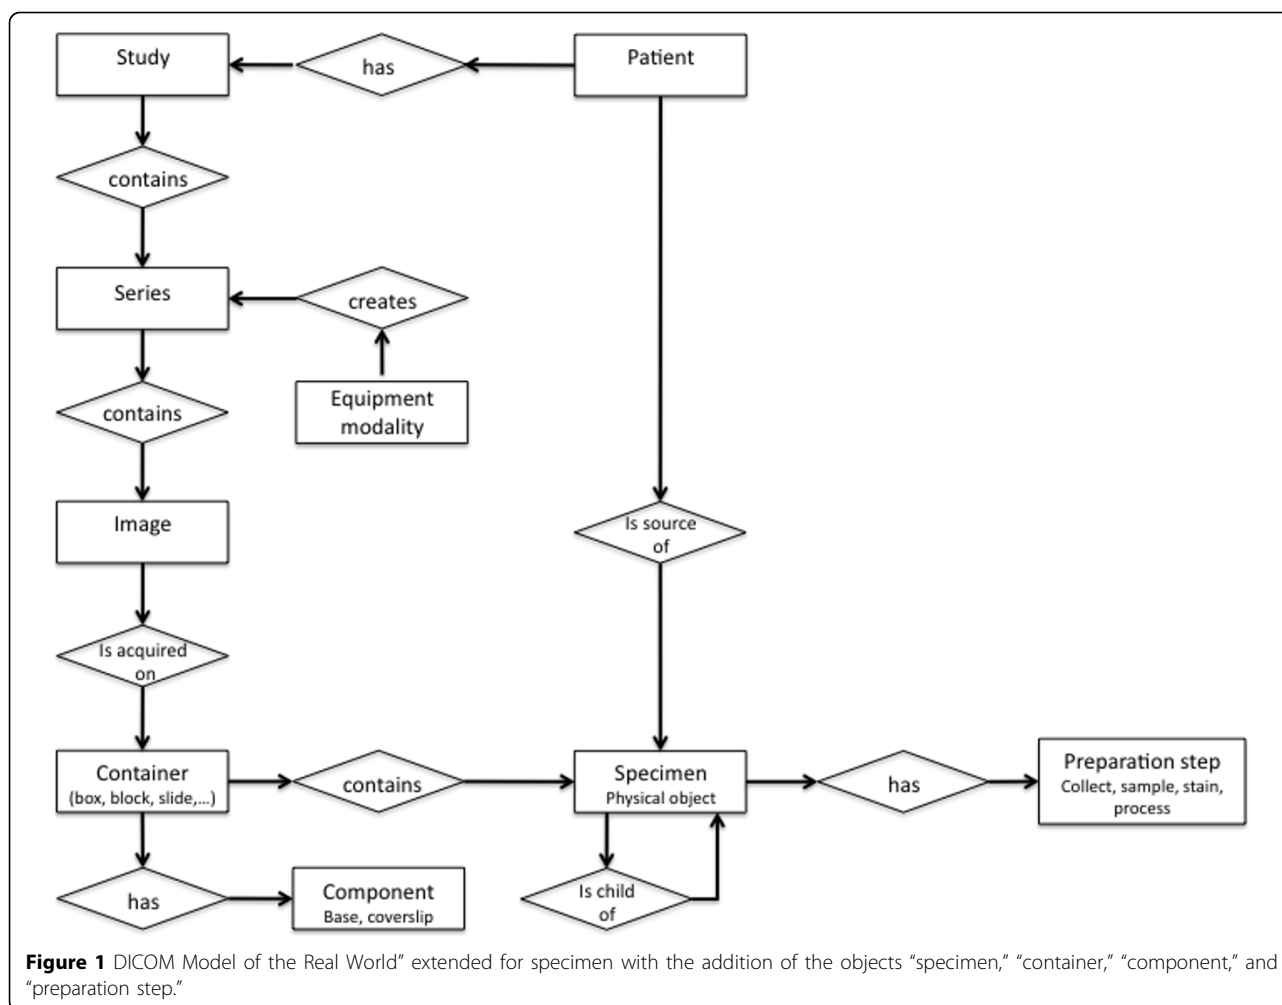 Study
has
Patient
contains
Series
creates
Equipment
modality
contains
Image
Is source
of
Is acquired
on
Container
(box, block, slide,...)
contains
Specimen
Physical object
has
Preparation step
Collect, sample, stain,
process
has
Component
Base, coverslip
Is child
of
Figure 1 DICOM Model of the Real World” extended for specimen with the addition of the objects “specimen,” “container,” “component,” and
“preparation step.”